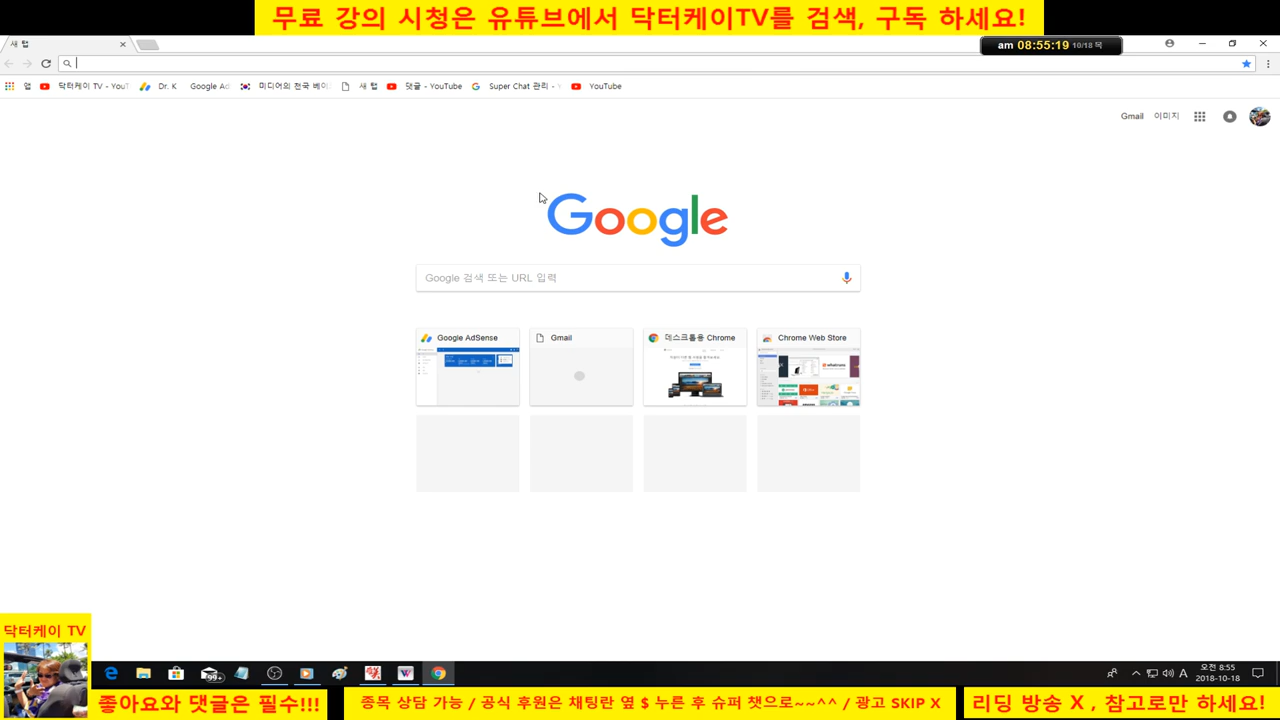 무료 강의 시청은 유튜브에서 닥터케이TV를 검색, 구독 하세요!
새 탭
am 08:55:19 10/18 목
앱 닥터케이 TV - YouT Dr. K Google Ad 미디어의 천국 베이 새 탭 댓글 - YouTube Super Chat 관리 - YouTube
Gmail 이미지
Google
Google 검색 또는 URL 입력
Google AdSense Gmail 데스크톱용 Chrome Chrome Web Store
닥터케이 TV
99+
A
오전 8:55
2018-10-18
좋아요와 댓글은 필수!!!
종목 상담 가능 / 공식 후원은 채팅란 옆 $ 누른 후 슈퍼 챗으로~~^^ / 광고 SKIP X
리딩 방송 X , 참고로만 하세요!